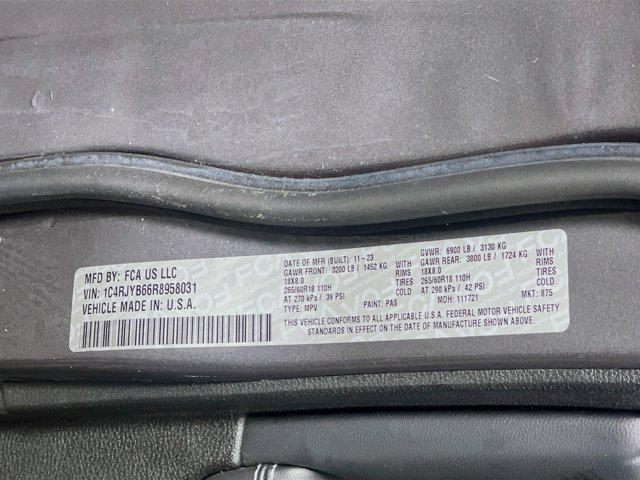 MFD BY: FCA US LLC
VIN: 1C4RJYB66R8958031
VEHICLE MADE IN: U.S.A.
DATE OF MFR (BUILT): 11-23
GAWR FRONT: 3200 LB / 1452 KG
18X8.0 RIMS
265/60R18 110H TIRES
AT 270 kPa / 39 PSI COLD
TYPE: MPV PAINT: PAS
GVWR: 6900 LB / 3130 KG
GAWR REAR: 3800 LB / 1724 KG
18X8.0 RIMS
265/60R18 110H TIRES
AT 290 kPa / 42 PSI COLD
MDH: 111721 MKT: 875
THIS VEHICLE CONFORMS TO ALL APPLICABLE U.S.A. FEDERAL MOTOR VEHICLE SAFETY
STANDARDS IN EFFECT ON THE DATE OF MANUFACTURE SHOWN ABOVE.